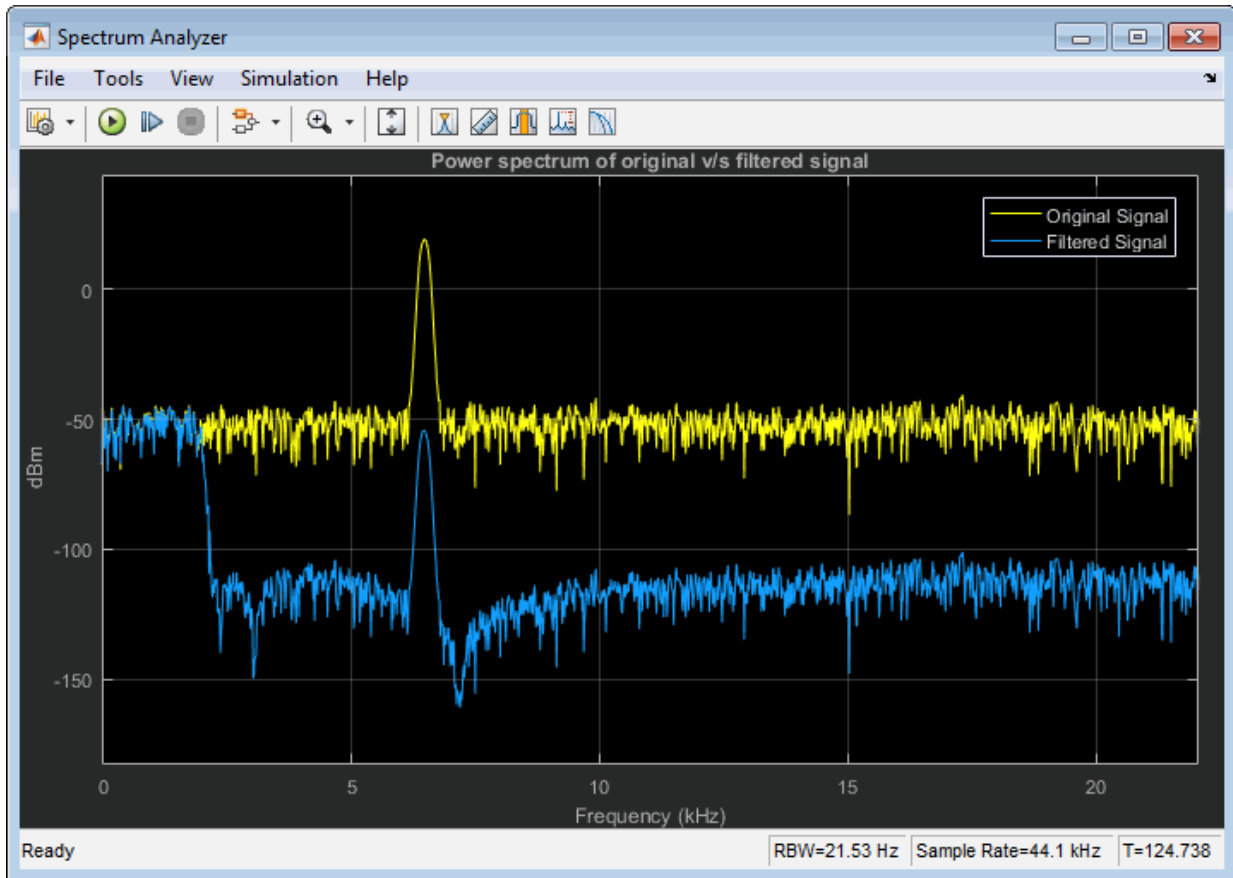 Spectrum Analyzer
File Tools View Simulation Help
Power spectrum of original v/s filtered signal
Original Signal
Filtered Signal
0
-50
-100
-150
dBm
0 5 10 15 20
Frequency (kHz)
Ready RBW=21.53 Hz Sample Rate=44.1 kHz T=124.738